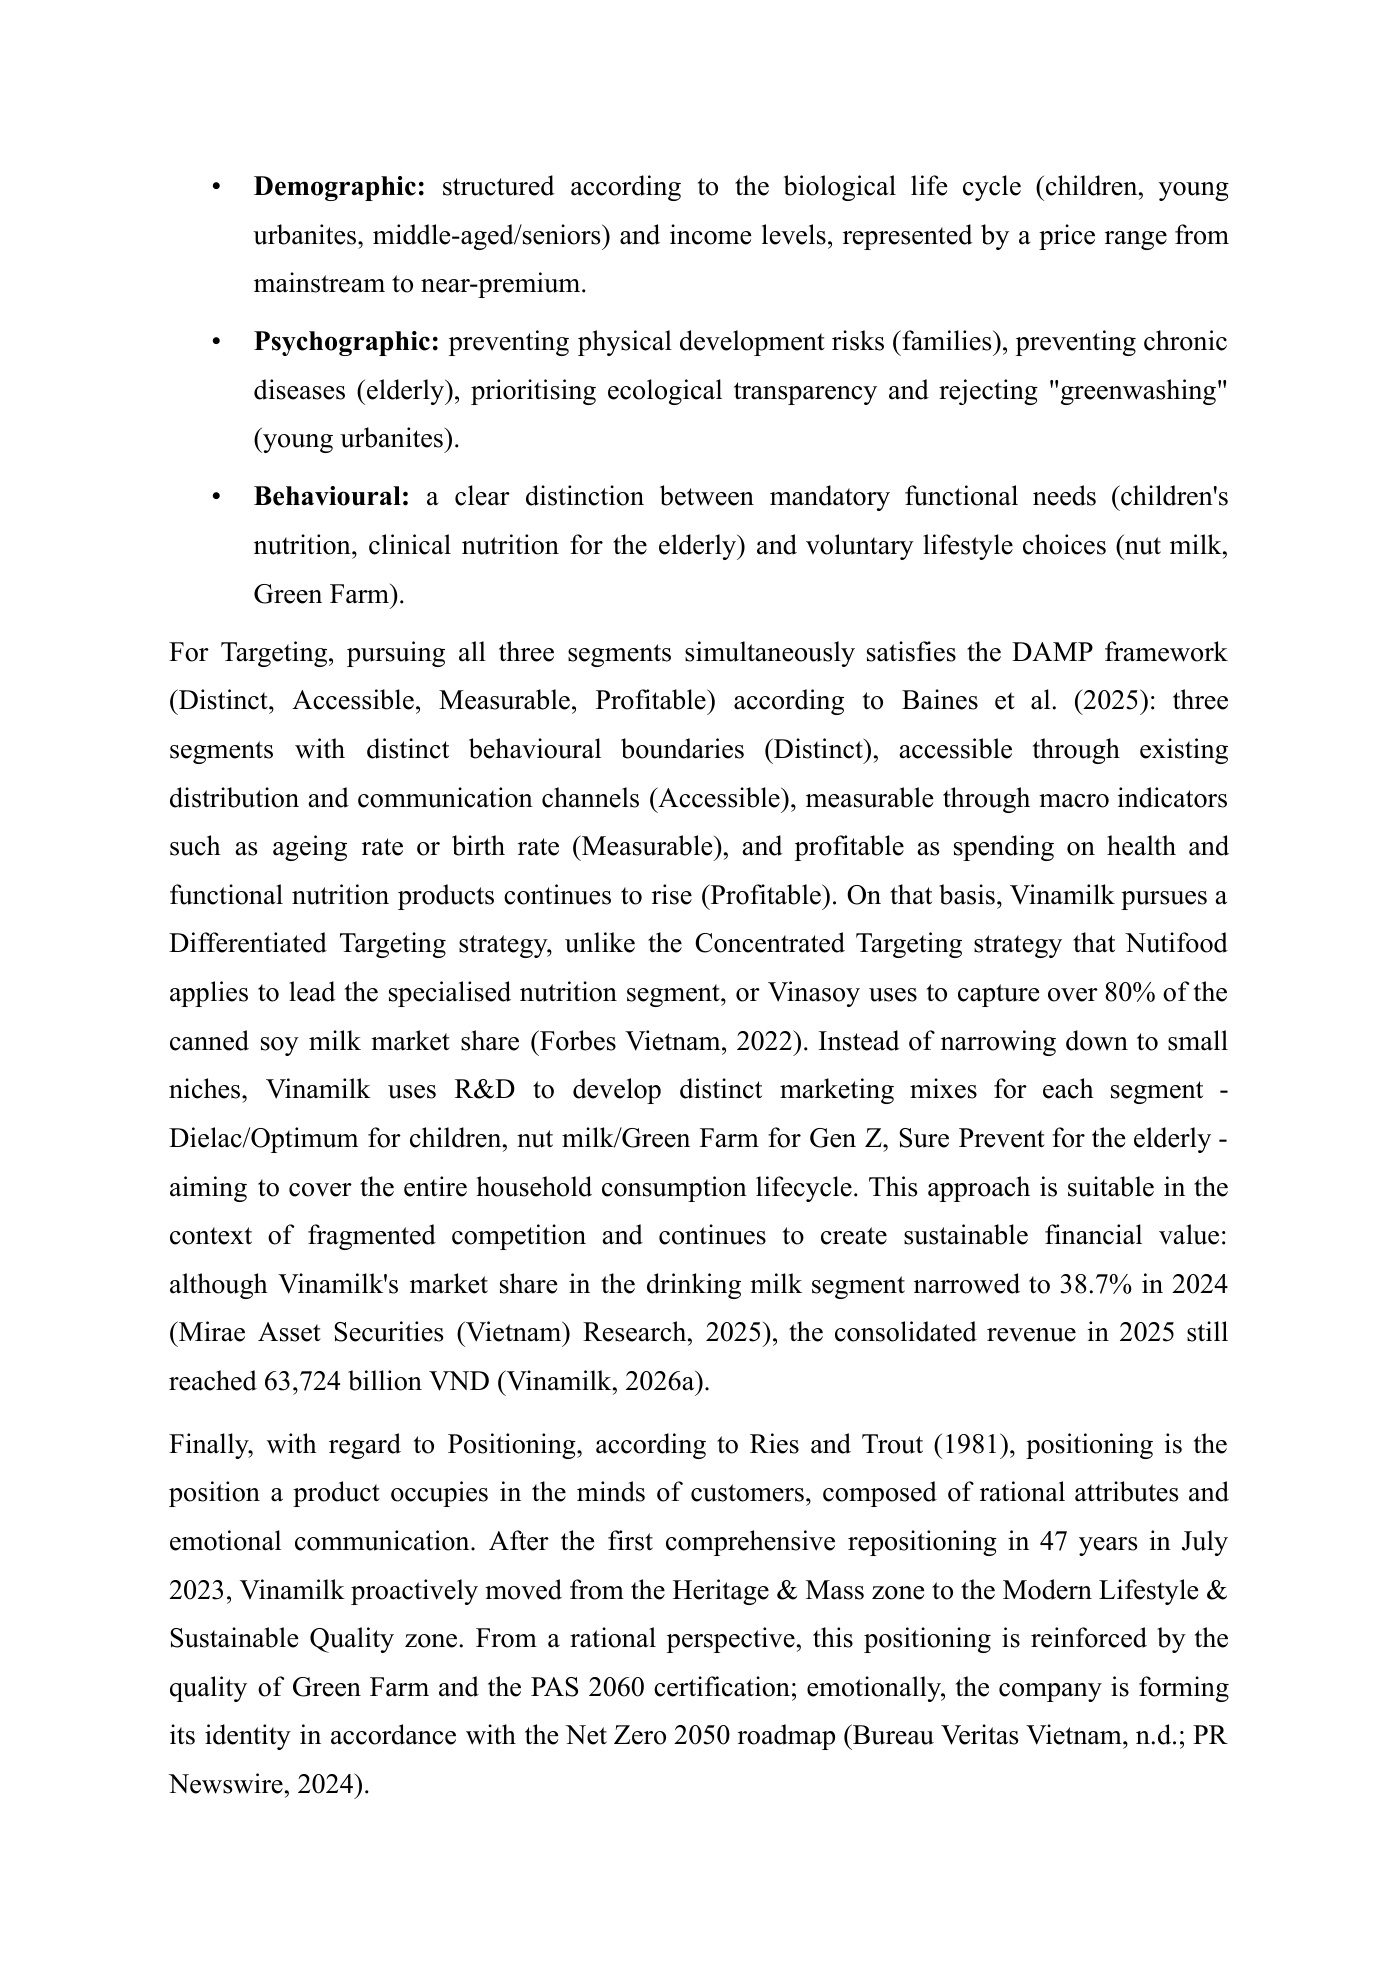 • Demographic: structured according to the biological life cycle (children, young
urbanites, middle-aged/seniors) and income levels, represented by a price range from
mainstream to near-premium.
• Psychographic: preventing physical development risks (families), preventing chronic
diseases (elderly), prioritising ecological transparency and rejecting "greenwashing"
(young urbanites).
• Behavioural: a clear distinction between mandatory functional needs (children's
nutrition, clinical nutrition for the elderly) and voluntary lifestyle choices (nut milk,
Green Farm).
For Targeting, pursuing all three segments simultaneously satisfies the DAMP framework
(Distinct, Accessible, Measurable, Profitable) according to Baines et al. (2025): three
segments with distinct behavioural boundaries (Distinct), accessible through existing
distribution and communication channels (Accessible), measurable through macro indicators
such as ageing rate or birth rate (Measurable), and profitable as spending on health and
functional nutrition products continues to rise (Profitable). On that basis, Vinamilk pursues a
Differentiated Targeting strategy, unlike the Concentrated Targeting strategy that Nutifood
applies to lead the specialised nutrition segment, or Vinasoy uses to capture over 80% of the
canned soy milk market share (Forbes Vietnam, 2022). Instead of narrowing down to small
niches, Vinamilk uses R&D to develop distinct marketing mixes for each segment -
Dielac/Optimum for children, nut milk/Green Farm for Gen Z, Sure Prevent for the elderly -
aiming to cover the entire household consumption lifecycle. This approach is suitable in the
context of fragmented competition and continues to create sustainable financial value:
although Vinamilk's market share in the drinking milk segment narrowed to 38.7% in 2024
(Mirae Asset Securities (Vietnam) Research, 2025), the consolidated revenue in 2025 still
reached 63,724 billion VND (Vinamilk, 2026a).
Finally, with regard to Positioning, according to Ries and Trout (1981), positioning is the
position a product occupies in the minds of customers, composed of rational attributes and
emotional communication. After the first comprehensive repositioning in 47 years in July
2023, Vinamilk proactively moved from the Heritage & Mass zone to the Modern Lifestyle &
Sustainable Quality zone. From a rational perspective, this positioning is reinforced by the
quality of Green Farm and the PAS 2060 certification; emotionally, the company is forming
its identity in accordance with the Net Zero 2050 roadmap (Bureau Veritas Vietnam, n.d.; PR
Newswire, 2024).